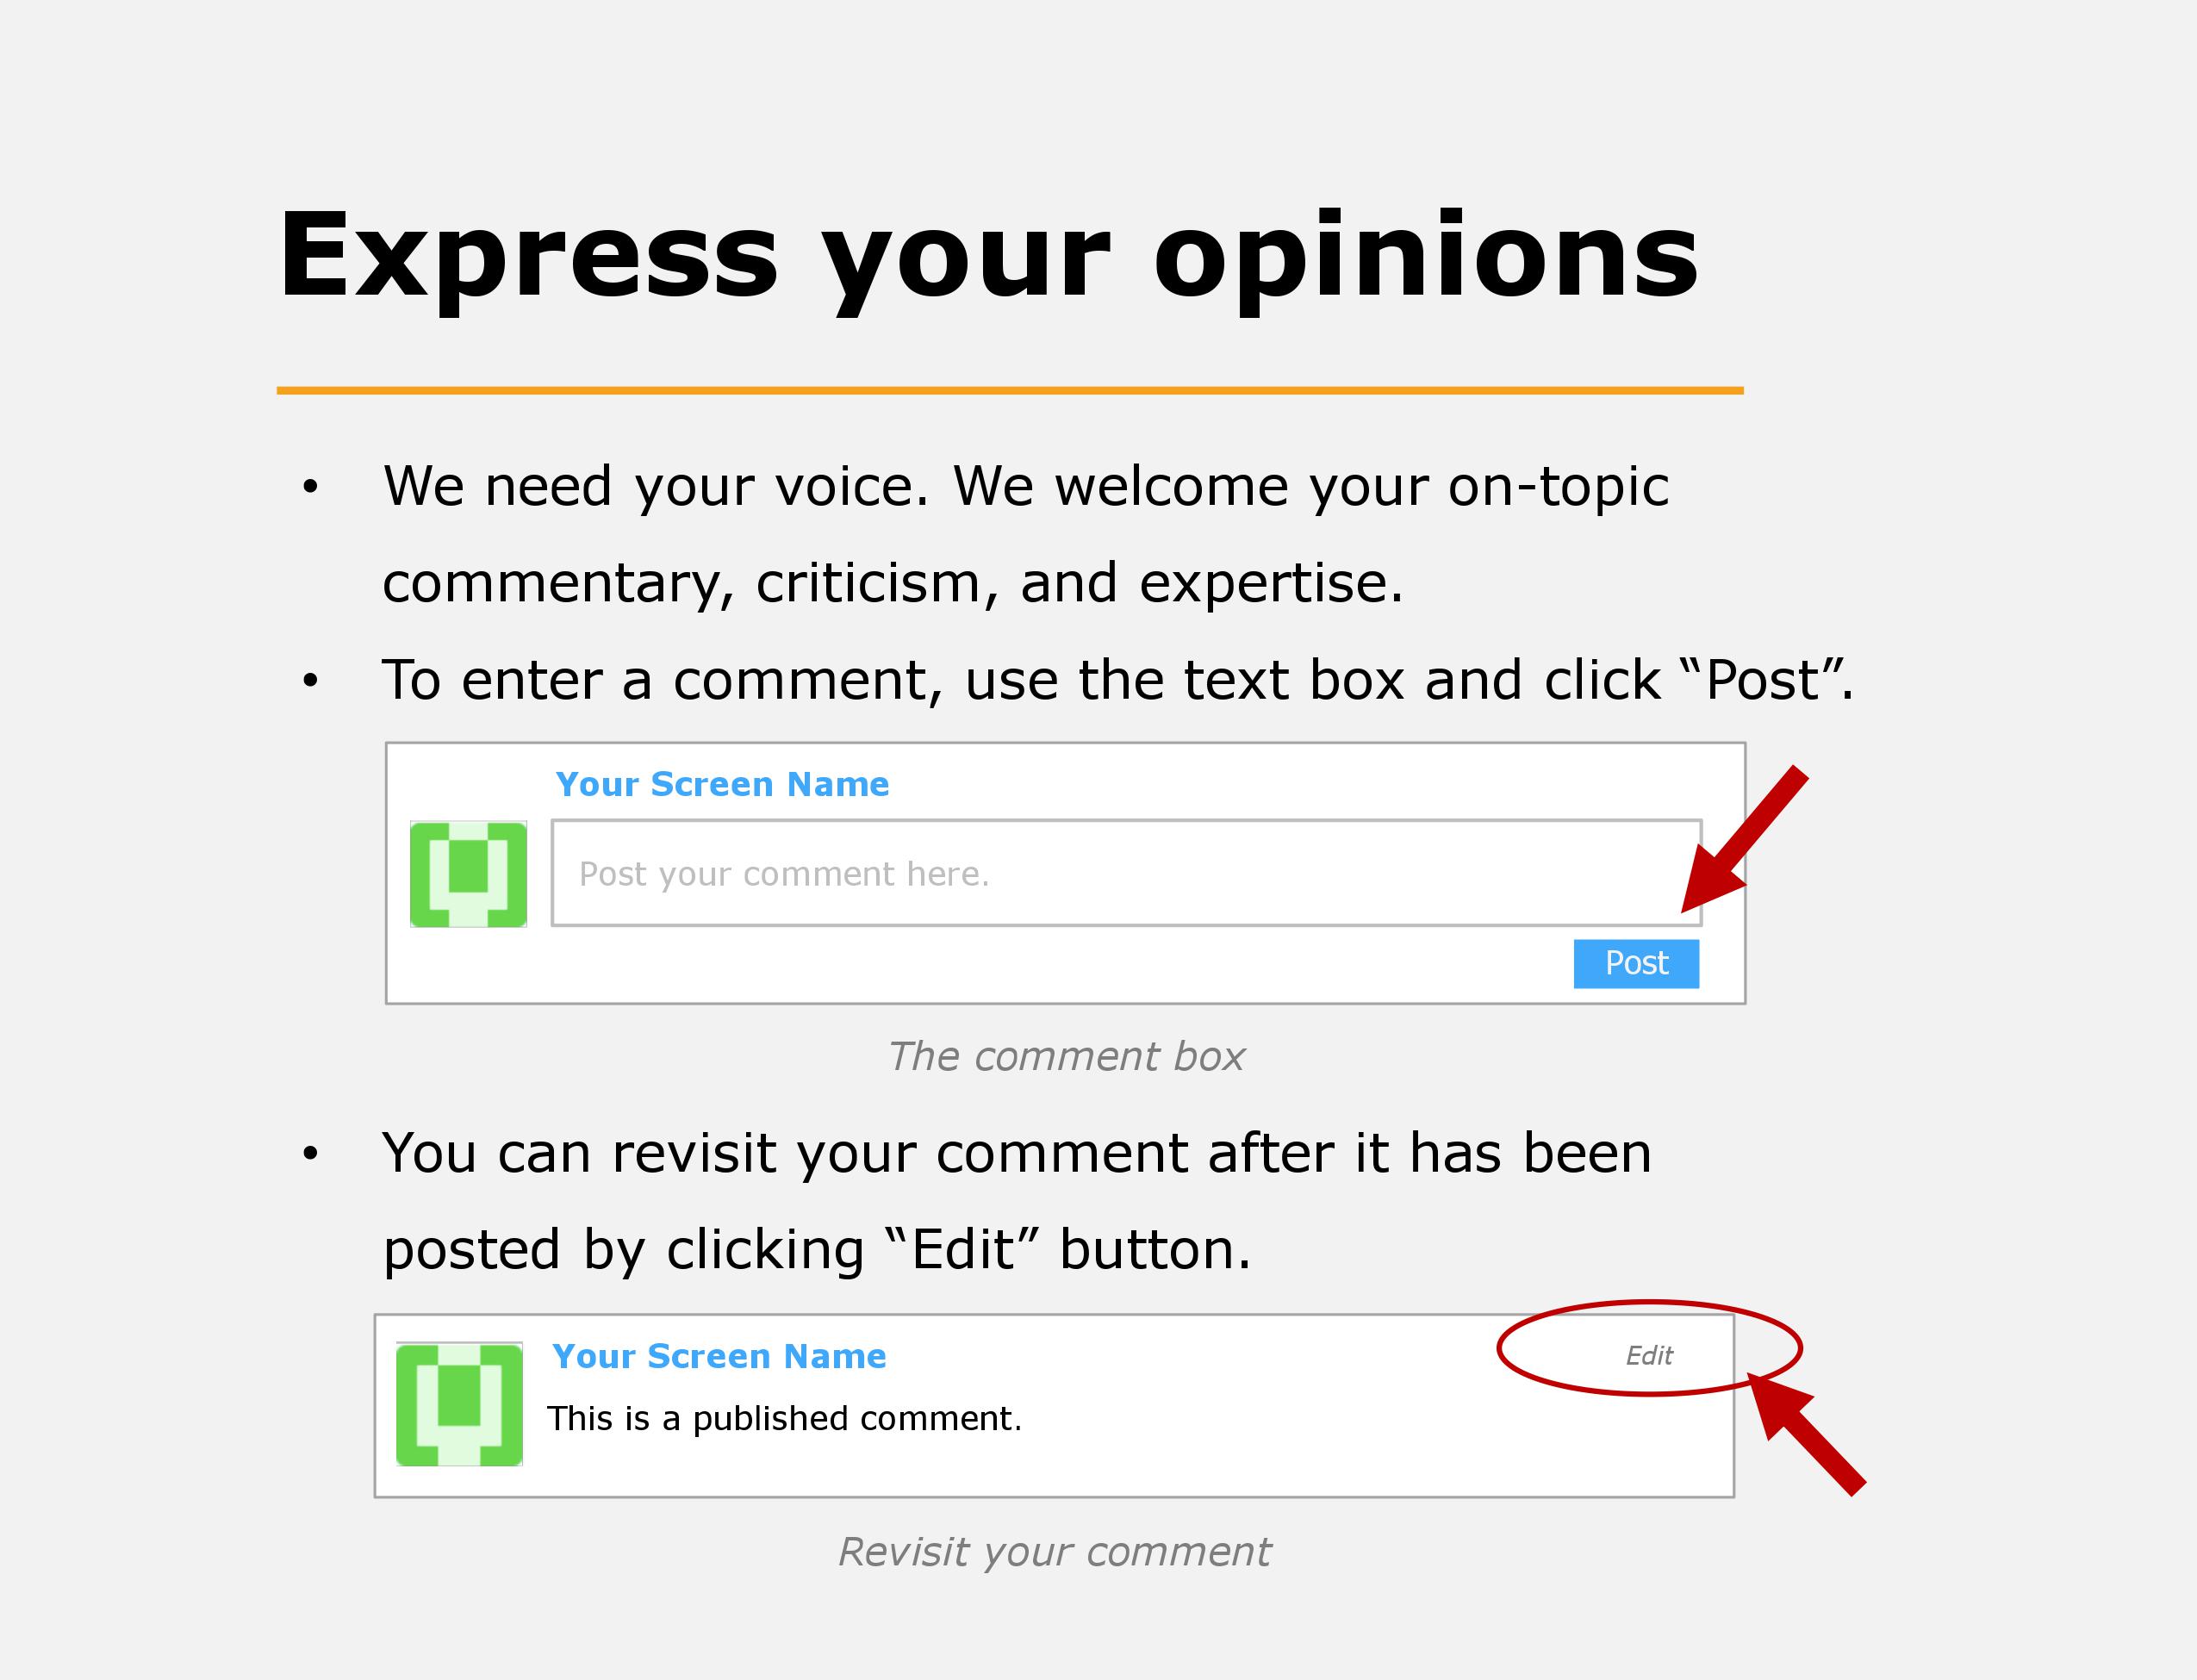 Express your opinions
• We need your voice. We welcome your on-topic
commentary, criticism, and expertise.
• To enter a comment, use the text box and click “Post”.
Your Screen Name
Post your comment here.
Post
The comment box
• You can revisit your comment after it has been
posted by clicking “Edit” button.
Your Screen Name
Edit
This is a published comment.
Revisit your comment